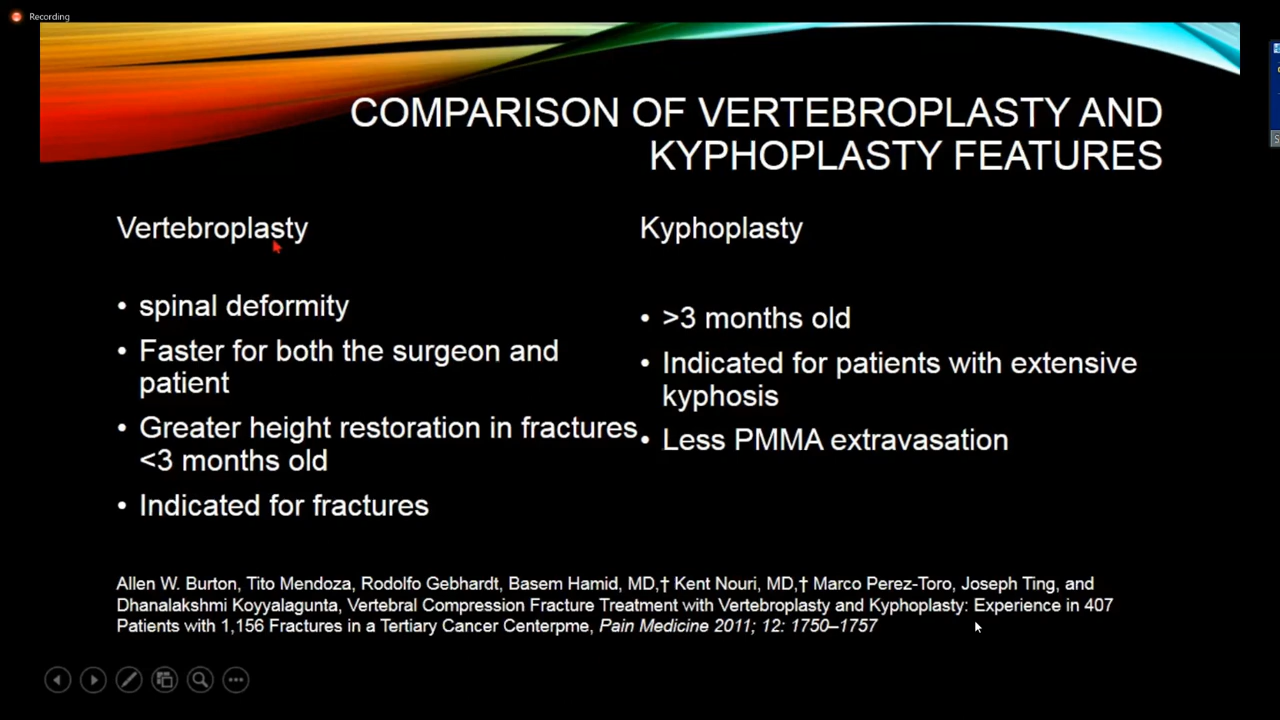 Recording
COMPARISON OF VERTEBROPLASTY AND
KYPHOPLASTY FEATURES
Vertebroplasty
• spinal deformity
• Faster for both the surgeon and
patient
• Greater height restoration in fractures
<3 months old
• Indicated for fractures
Kyphoplasty
• >3 months old
• Indicated for patients with extensive
kyphosis
• Less PMMA extravasation
Allen W. Burton, Tito Mendoza, Rodolfo Gebhardt, Basem Hamid, MD,† Kent Nouri, MD,† Marco Perez-Toro, Joseph Ting, and
Dhanalakshmi Koyyalagunta, Vertebral Compression Fracture Treatment with Vertebroplasty and Kyphoplasty: Experience in 407
Patients with 1,156 Fractures in a Tertiary Cancer Centerpme, Pain Medicine 2011; 12: 1750–1757